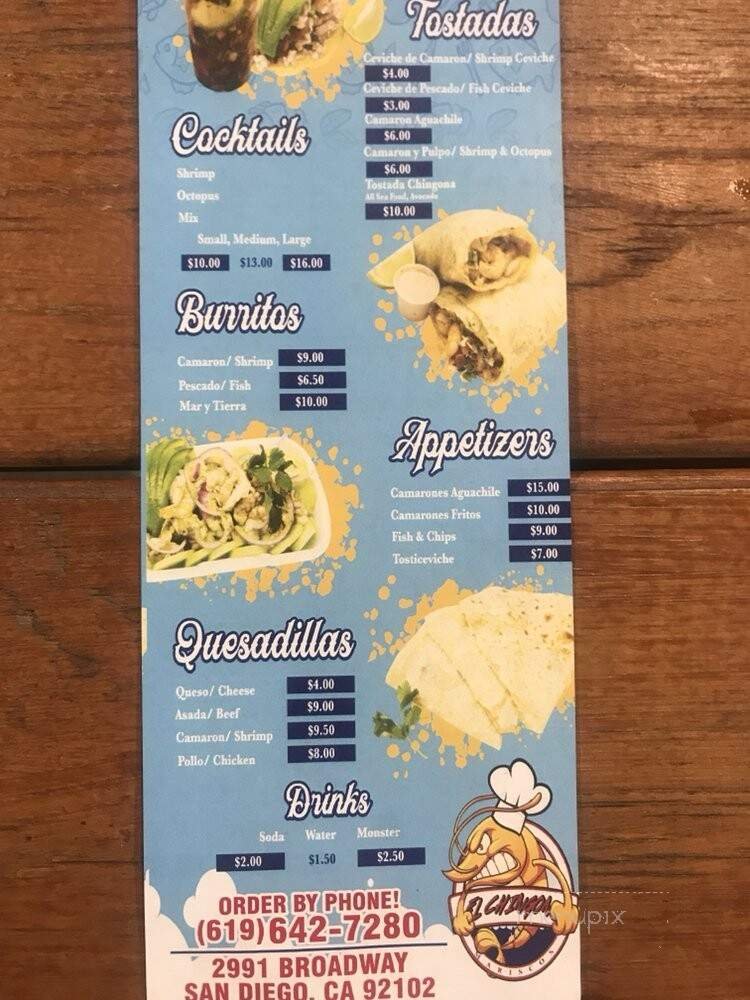 Tostadas
Ceviche de Camaron/ Shrimp Ceviche
$4.00
Ceviche de Pescado/ Fish Ceviche
$3.00
Camaron Aguachile
$6.00
Camaron y Pulpo/ Shrimp & Octopus
$6.00
Tostada Chingona
All Sea Food, Avocado
$10.00
Cocktails
Shrimp
Octopus
Mix
Small, Medium, Large
$10.00 $13.00 $16.00
Burritos
Camaron/ Shrimp $9.00
Pescado/ Fish $6.50
Mar y Tierra $10.00
Appetizers
Camarones Aguachile $15.00
Camarones Fritos $10.00
Fish & Chips $9.00
Tosticeviche $7.00
Quesadillas
Queso/ Cheese $4.00
Asada/ Beef $9.00
Camaron/ Shrimp $9.50
Pollo/ Chicken $8.00
Drinks
Soda Water Monster
$2.00 $1.50 $2.50
EL CHINGON
MARISCOS
ORDER BY PHONE!
(619)642-7280
2991 BROADWAY
SAN DIEGO, CA 92102